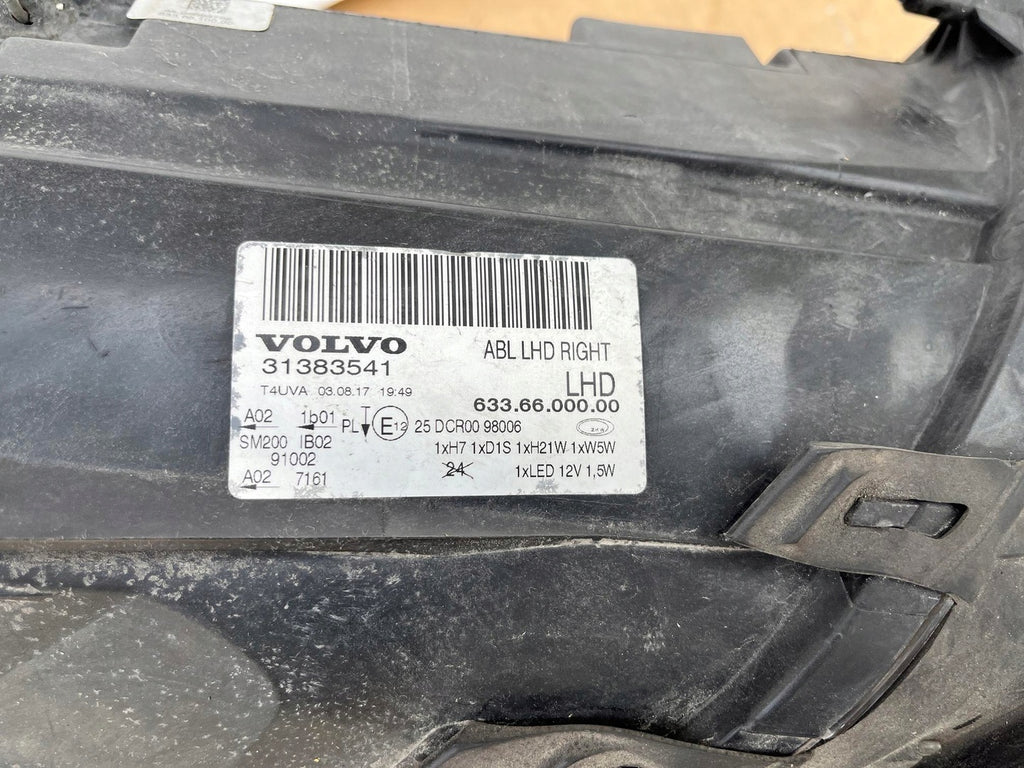 VOLVO
ABL LHD RIGHT
31383541
LHD
T4UVA 03.08.17 19:49
633.66.000.00
A02 1b01 PL E12 25 DCR00 98006
SM200 IB02 1xH7 1xD1S 1xH21W 1xW5W
91002 24 1xLED 12V 1,5W
A02 7161